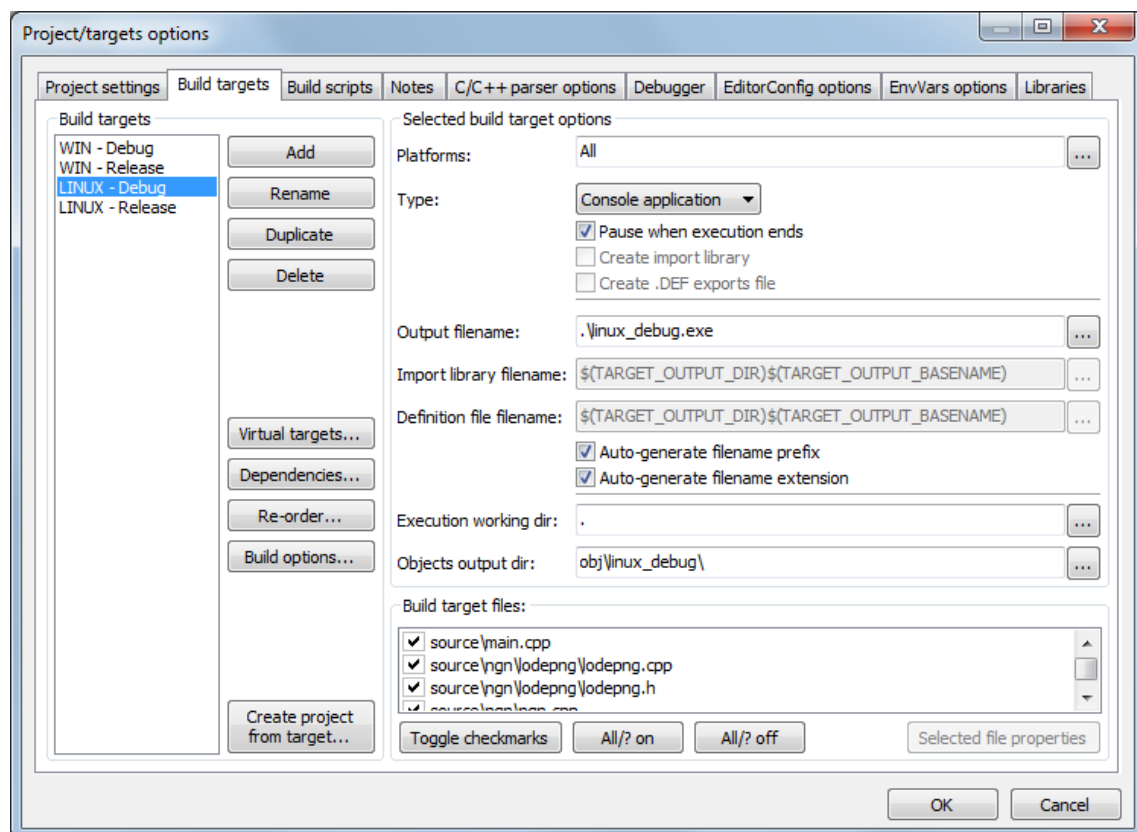 Project/targets options
Project settings Build targets Build scripts Notes C/C++ parser options Debugger EditorConfig options EnvVars options Libraries
Build targets
WIN - Debug
WIN - Release
LINUX - Debug
LINUX - Release
Add
Rename
Duplicate
Delete
Virtual targets...
Dependencies...
Re-order...
Build options...
Create project
from target...
Selected build target options
Platforms: All ...
Type: Console application
Pause when execution ends
Create import library
Create .DEF exports file
Output filename: .\linux_debug.exe ...
Import library filename: $(TARGET_OUTPUT_DIR)$(TARGET_OUTPUT_BASENAME) ...
Definition file filename: $(TARGET_OUTPUT_DIR)$(TARGET_OUTPUT_BASENAME) ...
Auto-generate filename prefix
Auto-generate filename extension
Execution working dir: . ...
Objects output dir: obj\linux_debug\ ...
Build target files:
source\main.cpp
source\ngn\lodepng\lodepng.cpp
source\ngn\lodepng\lodepng.h
source\ngn\ngn.cpp
Toggle checkmarks All/? on All/? off Selected file properties
OK Cancel